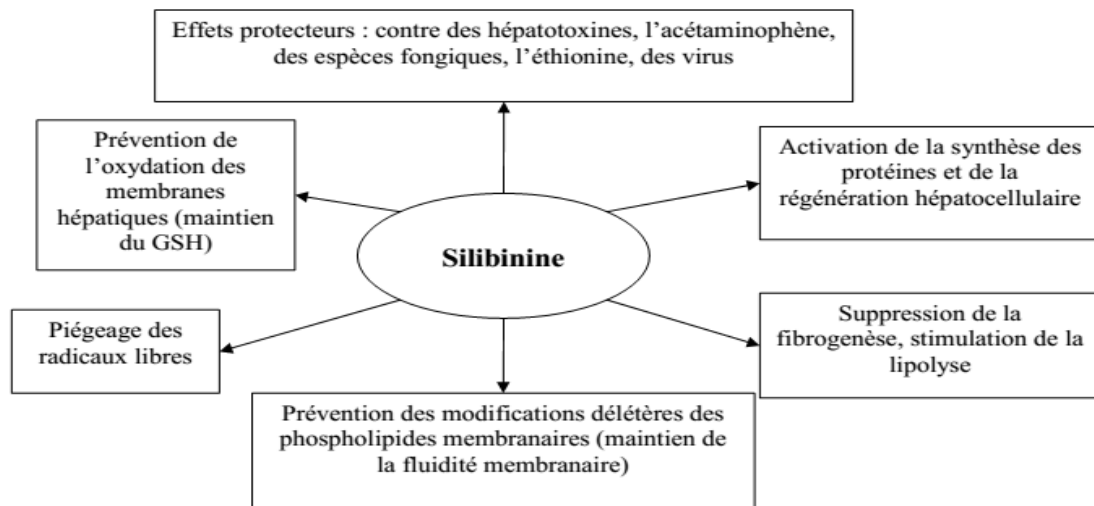 Effets protecteurs : contre des hépatotoxines, l’acétaminophène,
des espèces fongiques, l’éthionine, des virus
Prévention de
l’oxydation des
membranes
hépatiques (maintien
du GSH)
Activation de la synthèse des
protéines et de la
régénération hépatocellulaire
Silibinine
Piégeage des
radicaux libres
Suppression de la
fibrogenèse, stimulation de la
lipolyse
Prévention des modifications délétères des
phospholipides membranaires (maintien de
la fluidité membranaire)